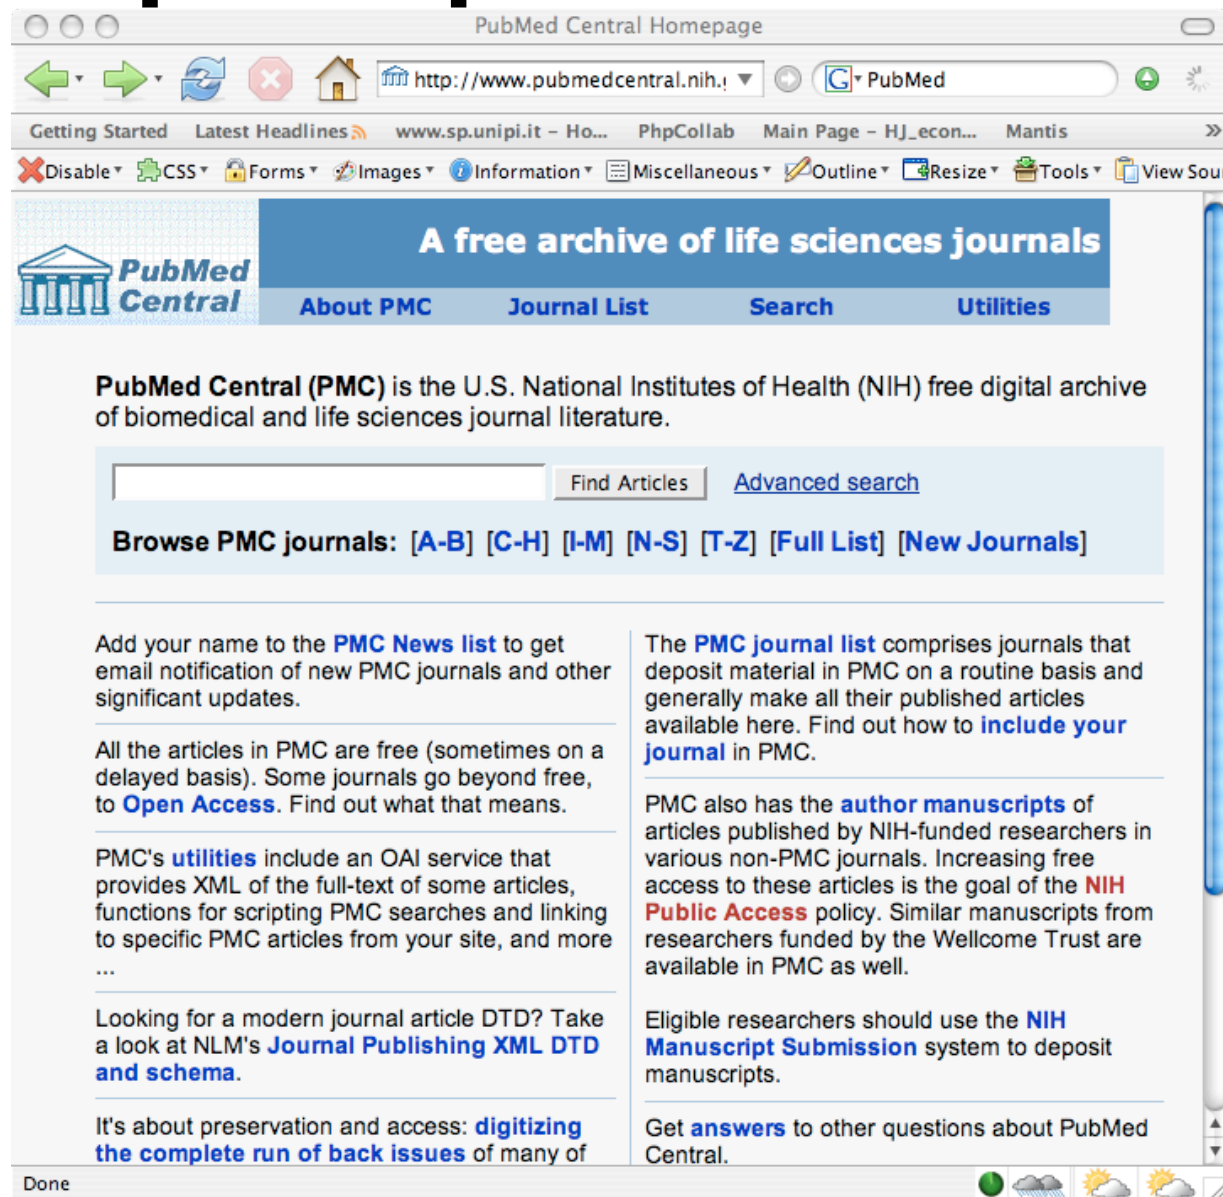 PubMed Central Homepage
http://www.pubmedcentral.nih.
G PubMed
Getting Started Latest Headlines www.sp.unipi.it - Ho... PhpCollab Main Page - HJ_econ... Mantis »
Disable CSS Forms Images Information Miscellaneous Outline Resize Tools View Sour
PubMed
Central
A free archive of life sciences journals
About PMC Journal List Search Utilities
PubMed Central (PMC) is the U.S. National Institutes of Health (NIH) free digital archive
of biomedical and life sciences journal literature.
Find Articles Advanced search
Browse PMC journals: [A-B] [C-H] [I-M] [N-S] [T-Z] [Full List] [New Journals]
Add your name to the PMC News list to get
email notification of new PMC journals and other
significant updates.
All the articles in PMC are free (sometimes on a
delayed basis). Some journals go beyond free,
to Open Access. Find out what that means.
PMC's utilities include an OAI service that
provides XML of the full-text of some articles,
functions for scripting PMC searches and linking
to specific PMC articles from your site, and more
...
Looking for a modern journal article DTD? Take
a look at NLM's Journal Publishing XML DTD
and schema.
It's about preservation and access: digitizing
the complete run of back issues of many of
The PMC journal list comprises journals that
deposit material in PMC on a routine basis and
generally make all their published articles
available here. Find out how to include your
journal in PMC.
PMC also has the author manuscripts of
articles published by NIH-funded researchers in
various non-PMC journals. Increasing free
access to these articles is the goal of the NIH
Public Access policy. Similar manuscripts from
researchers funded by the Wellcome Trust are
available in PMC as well.
Eligible researchers should use the NIH
Manuscript Submission system to deposit
manuscripts.
Get answers to other questions about PubMed
Central.
Done